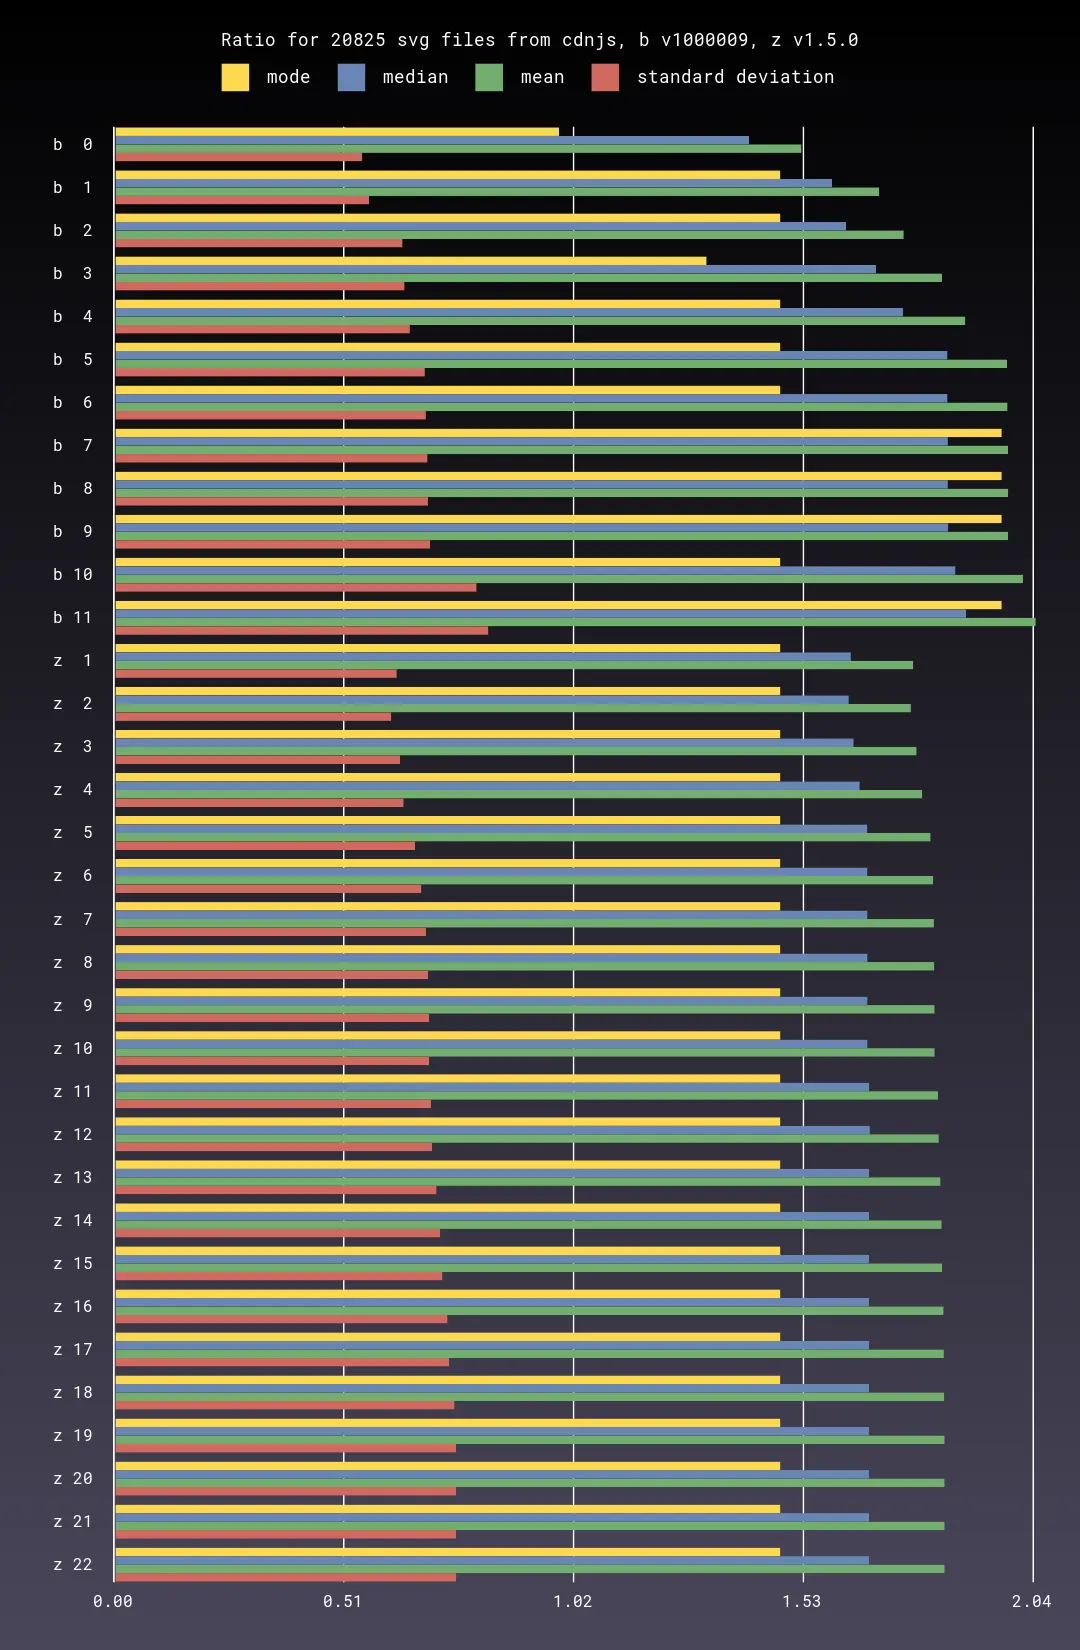 Ratio for 20825 svg files from cdnjs, b v1000009, z v1.5.0
mode median mean standard deviation
b 0
b 1
b 2
b 3
b 4
b 5
b 6
b 7
b 8
b 9
b 10
b 11
z 1
z 2
z 3
z 4
z 5
z 6
z 7
z 8
z 9
z 10
z 11
z 12
z 13
z 14
z 15
z 16
z 17
z 18
z 19
z 20
z 21
z 22
0.00 0.51 1.02 1.53 2.04